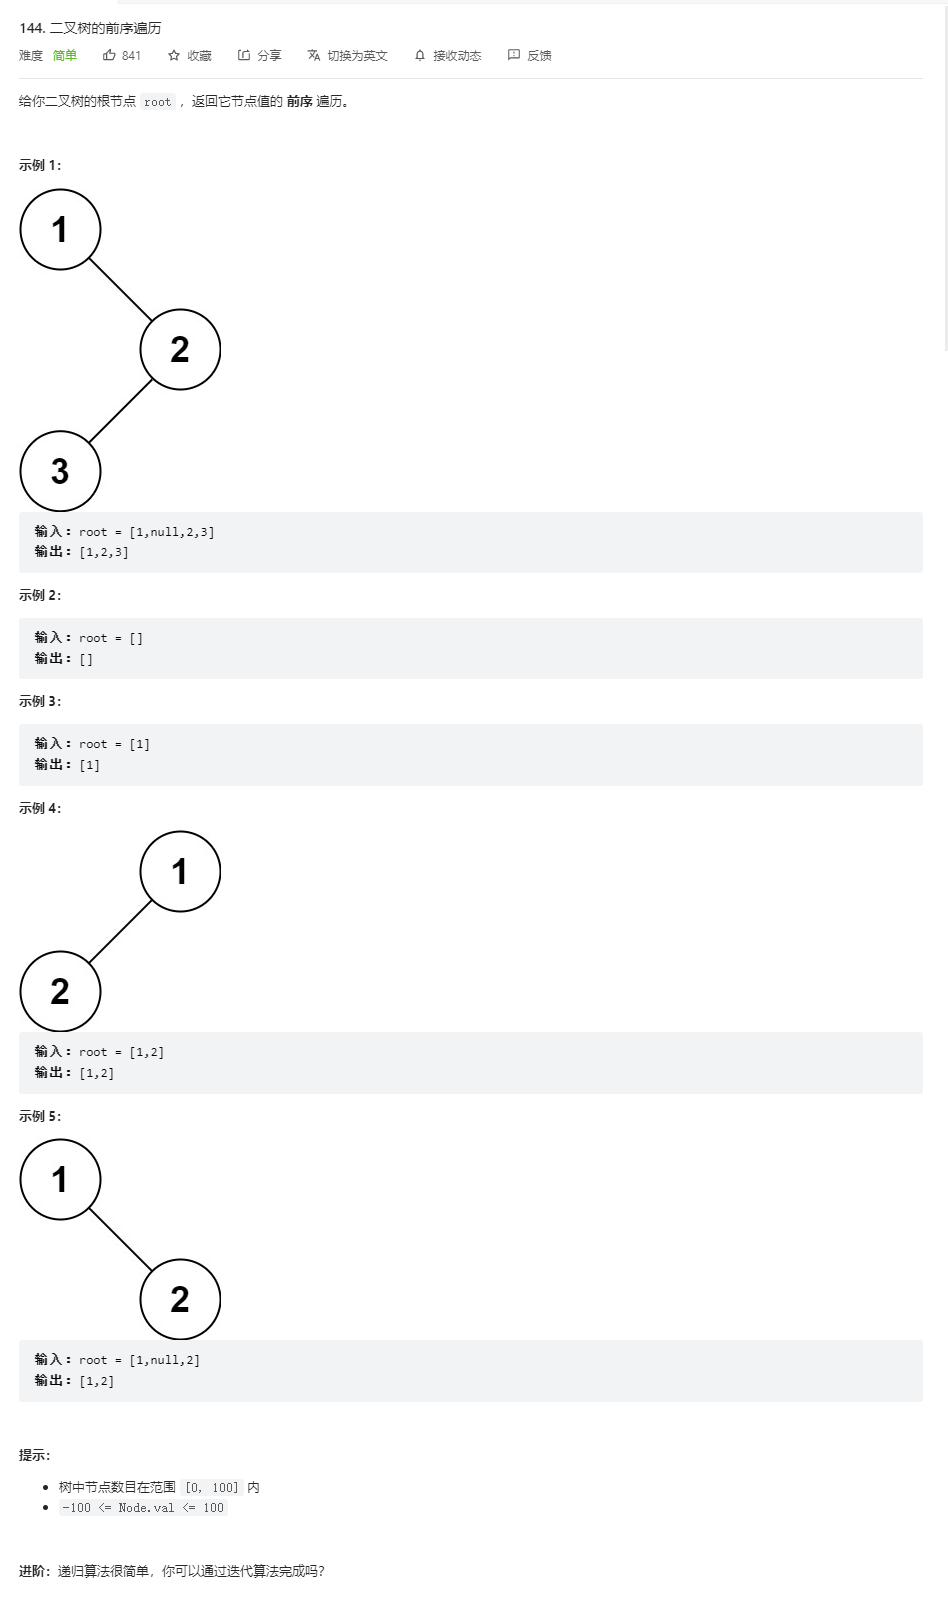 144. 二叉树的前序遍历
难度 简单 841 收藏 分享 切换为英文 接收动态 反馈
给你二叉树的根节点 root ，返回它节点值的 前序 遍历。
示例 1：
1
2
3
输入：root = [1,null,2,3]
输出：[1,2,3]
示例 2：
输入：root = []
输出：[]
示例 3：
输入：root = [1]
输出：[1]
示例 4：
1
2
输入：root = [1,2]
输出：[1,2]
示例 5：
1
2
输入：root = [1,null,2]
输出：[1,2]
提示：
树中节点数目在范围 [0, 100] 内
-100 <= Node.val <= 100
进阶：递归算法很简单，你可以通过迭代算法完成吗？